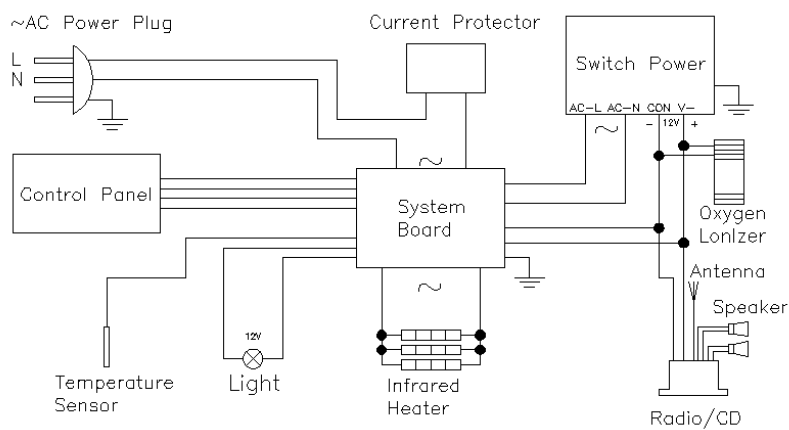 ~AC Power Plug
Current Protector
L
N
Switch Power
AC-L AC-N CON V-
~
- 12V +
Control Panel
~
System
Board
Oxygen
LonIzer
Antenna
~
Speaker
12V
Temperature
Sensor
Light
Infrared
Heater
Radio/CD